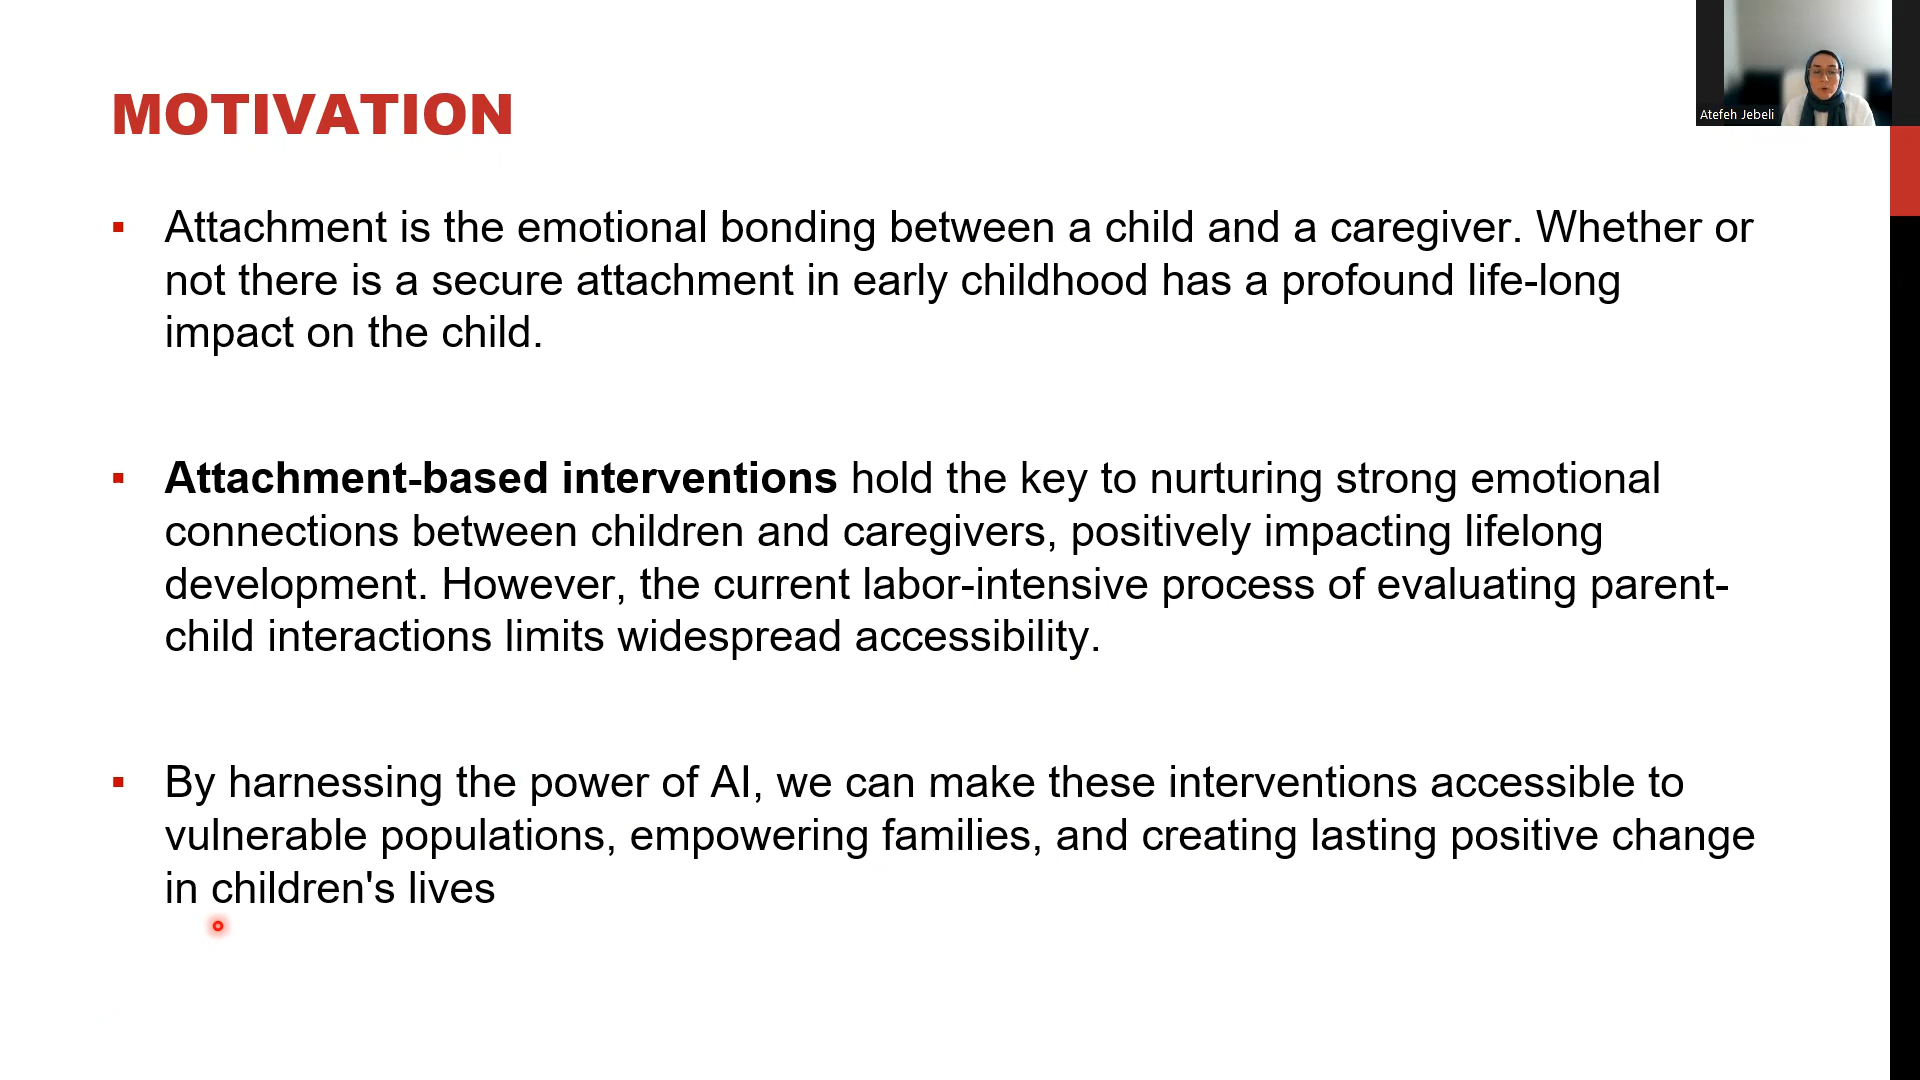 MOTIVATION
Atefeh Jebeli
▪ Attachment is the emotional bonding between a child and a caregiver. Whether or
not there is a secure attachment in early childhood has a profound life-long
impact on the child.
▪ Attachment-based interventions hold the key to nurturing strong emotional
connections between children and caregivers, positively impacting lifelong
development. However, the current labor-intensive process of evaluating parent-
child interactions limits widespread accessibility.
▪ By harnessing the power of AI, we can make these interventions accessible to
vulnerable populations, empowering families, and creating lasting positive change
in children's lives